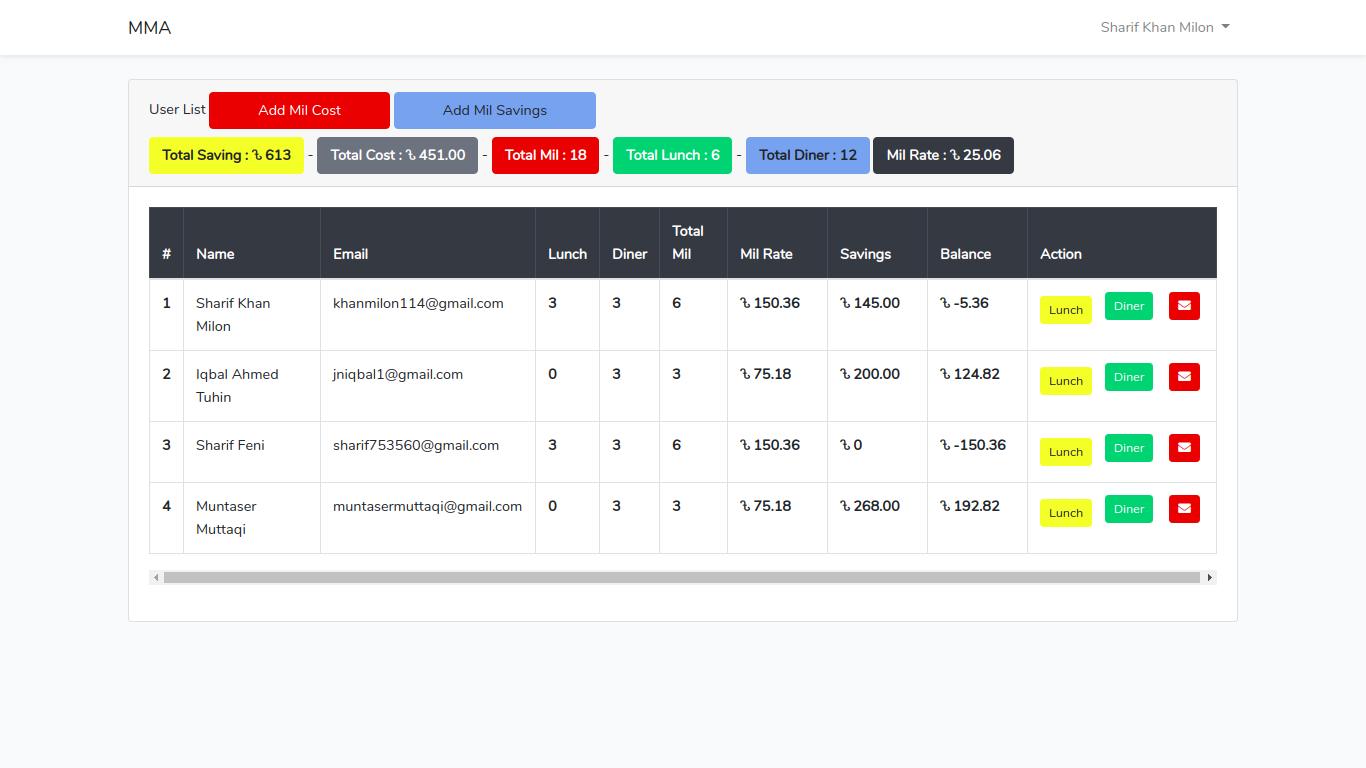 MMA Sharif Khan Milon
User List Add Mil Cost Add Mil Savings
Total Saving : ৳ 613 - Total Cost : ৳ 451.00 - Total Mil : 18 - Total Lunch : 6 - Total Diner : 12 Mil Rate : ৳ 25.06
# Name Email Lunch Diner Total Mil Mil Rate Savings Balance Action
1 Sharif Khan Milon khanmilon114@gmail.com 3 3 6 ৳ 150.36 ৳ 145.00 ৳ -5.36 Lunch Diner
2 Iqbal Ahmed Tuhin jniqbal1@gmail.com 0 3 3 ৳ 75.18 ৳ 200.00 ৳ 124.82 Lunch Diner
3 Sharif Feni sharif753560@gmail.com 3 3 6 ৳ 150.36 ৳ 0 ৳ -150.36 Lunch Diner
4 Muntaser Muttaqi muntasermuttaqi@gmail.com 0 3 3 ৳ 75.18 ৳ 268.00 ৳ 192.82 Lunch Diner